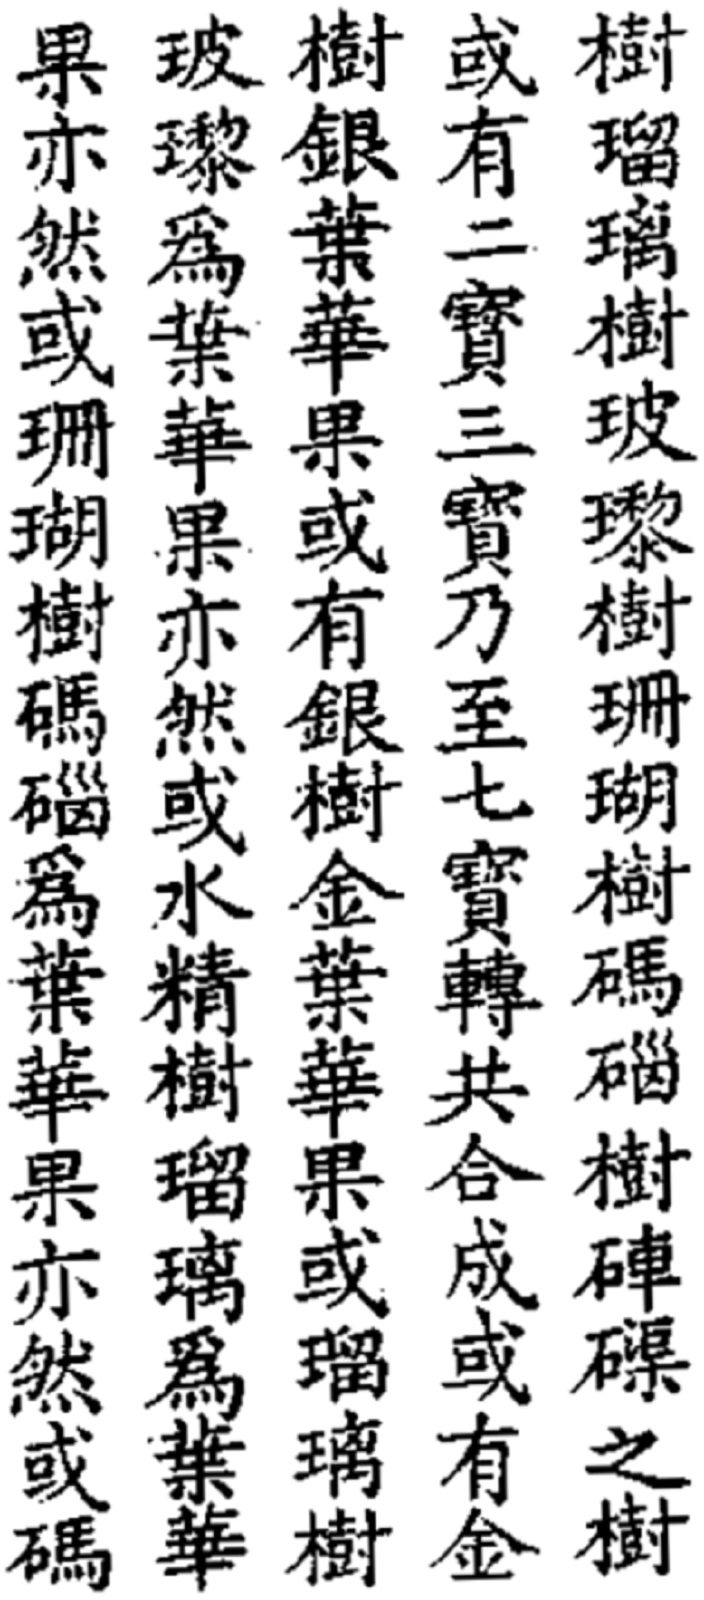 樹瑠璃樹玻瓈樹珊瑚樹碼碯樹硨磲之樹
或有二寶三寶乃至七寶轉共合成或有金
樹銀葉華果或有銀樹金葉華果或瑠璃樹
玻瓈爲葉華果亦然或水精樹瑠璃爲葉華
果亦然或珊瑚樹碼碯爲葉華果亦然或碼